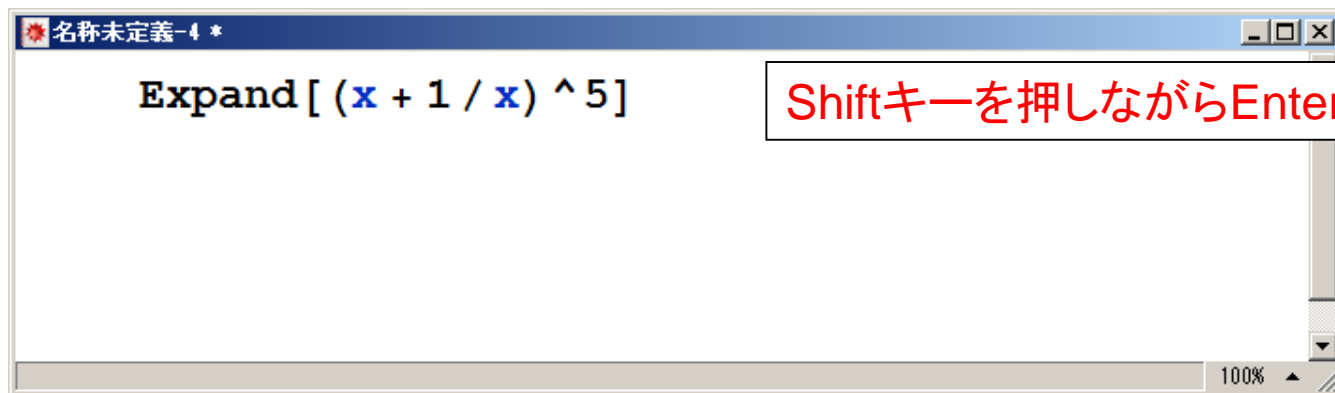 名称未定義-4 *
Expand[(x + 1 / x) ^ 5]
Shiftキーを押しながらEnter
100%